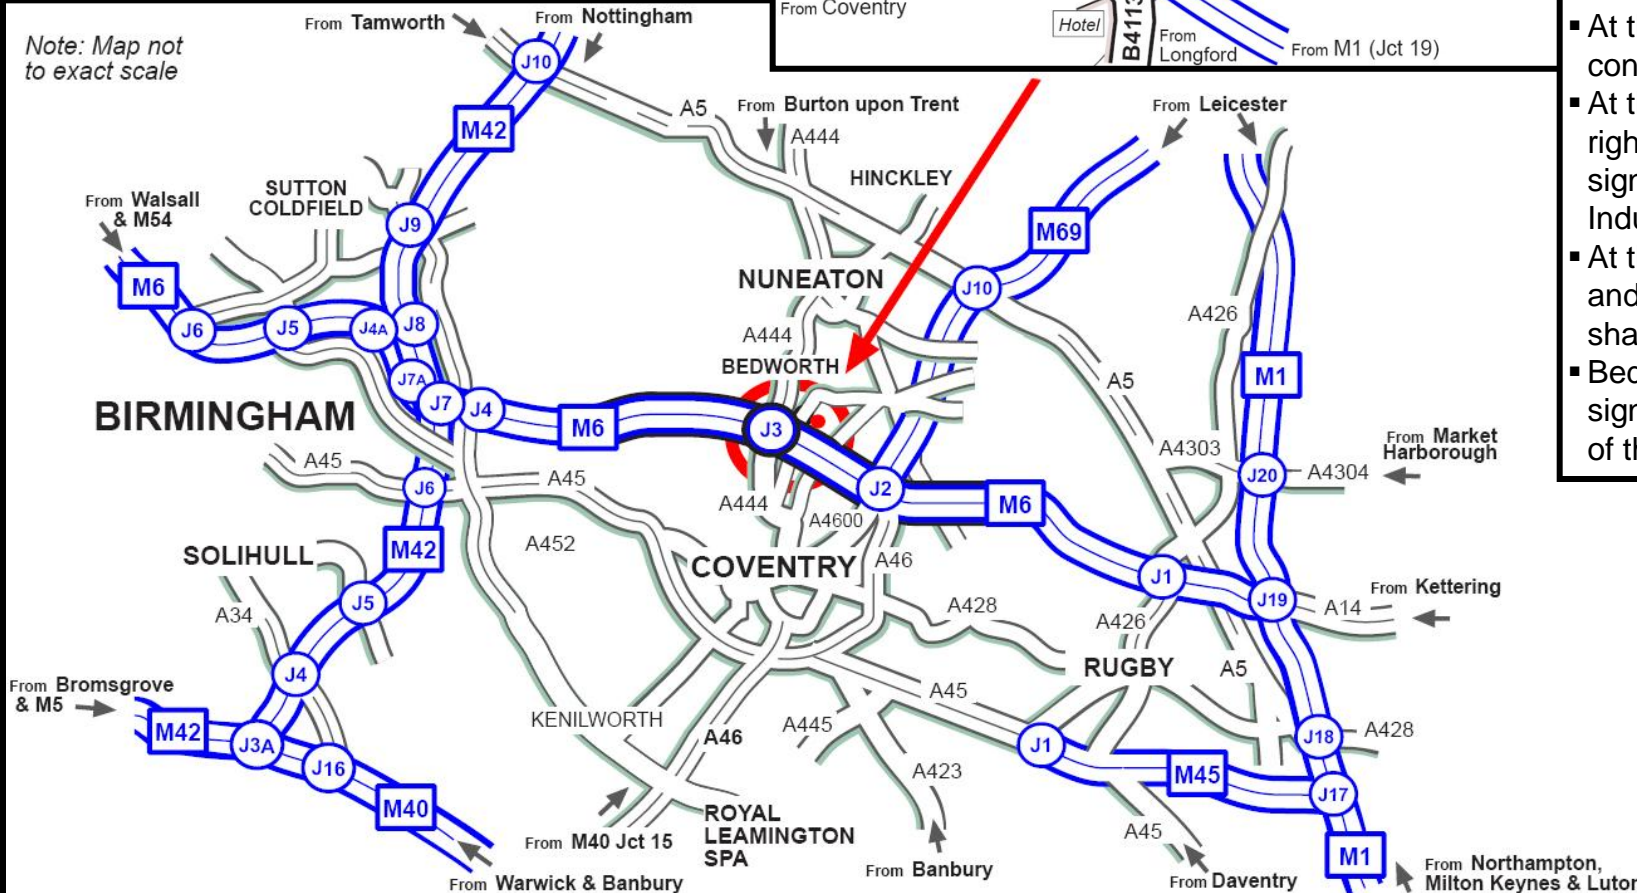 Note: Map not
to exact scale
From Tamworth
From Nottingham
From Coventry
Hotel
B4113
From
Longford
From M1 (Jct 19)
▪ At t
con
▪ At t
righ
sign
Indu
▪ At t
and
sha
▪ Bed
sign
of th
J10
M42
A5
From Burton upon Trent
A444
From Leicester
HINCKLEY
SUTTON
COLDFIELD
From Walsall
& M54
J9
M69
M6
NUNEATON
J10
J6
J5
J4A
J8
A444
A426
BEDWORTH
J7A
J7
J4
M6
J3
A5
M1
BIRMINGHAM
From Market
Harborough
A4303
J20
A4304
A45
J6
A45
A444
A4600
J2
M6
M42
A452
SOLIHULL
COVENTRY
A46
J1
J19
From Kettering
A14
J5
A34
A428
A426
J4
RUGBY
A5
From Bromsgrove
& M5
M42
J3A
J16
M40
KENILWORTH
A46
A445
A45
J1
A423
M45
J18
A428
J17
ROYAL
LEAMINGTON
SPA
From M40 Jct 15
From Warwick & Banbury
From Banbury
A45
From Daventry
M1
From Northampton,
Milton Keynes & Luton